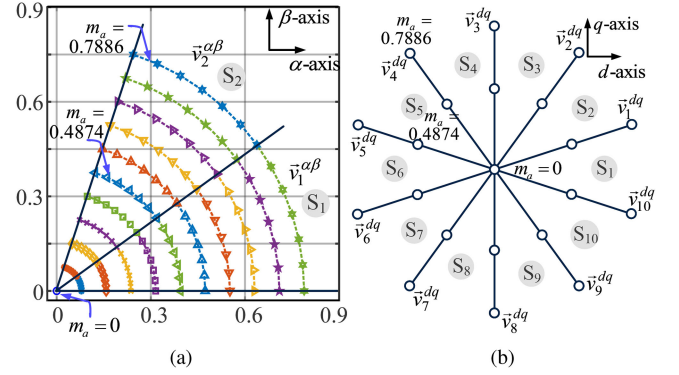 0.9
0.6
0.3
0
0
0.3
0.6
0.9
m_a =
0.7886
m_a =
0.4874
m_a = 0
β-axis
α-axis
v⃗_2^{αβ}
S_2
v⃗_1^{αβ}
S_1
(a)
m_a =
0.7886
v⃗_3^{dq}
v⃗_2^{dq}
q-axis
d-axis
v⃗_4^{dq}
S_4
S_3
S_5
m_a =
0.4874
S_2
v⃗_1^{dq}
v⃗_5^{dq}
S_6
m_a = 0
S_1
v⃗_6^{dq}
v⃗_10^{dq}
S_7
S_10
S_8
S_9
v⃗_7^{dq}
v⃗_9^{dq}
v⃗_8^{dq}
(b)